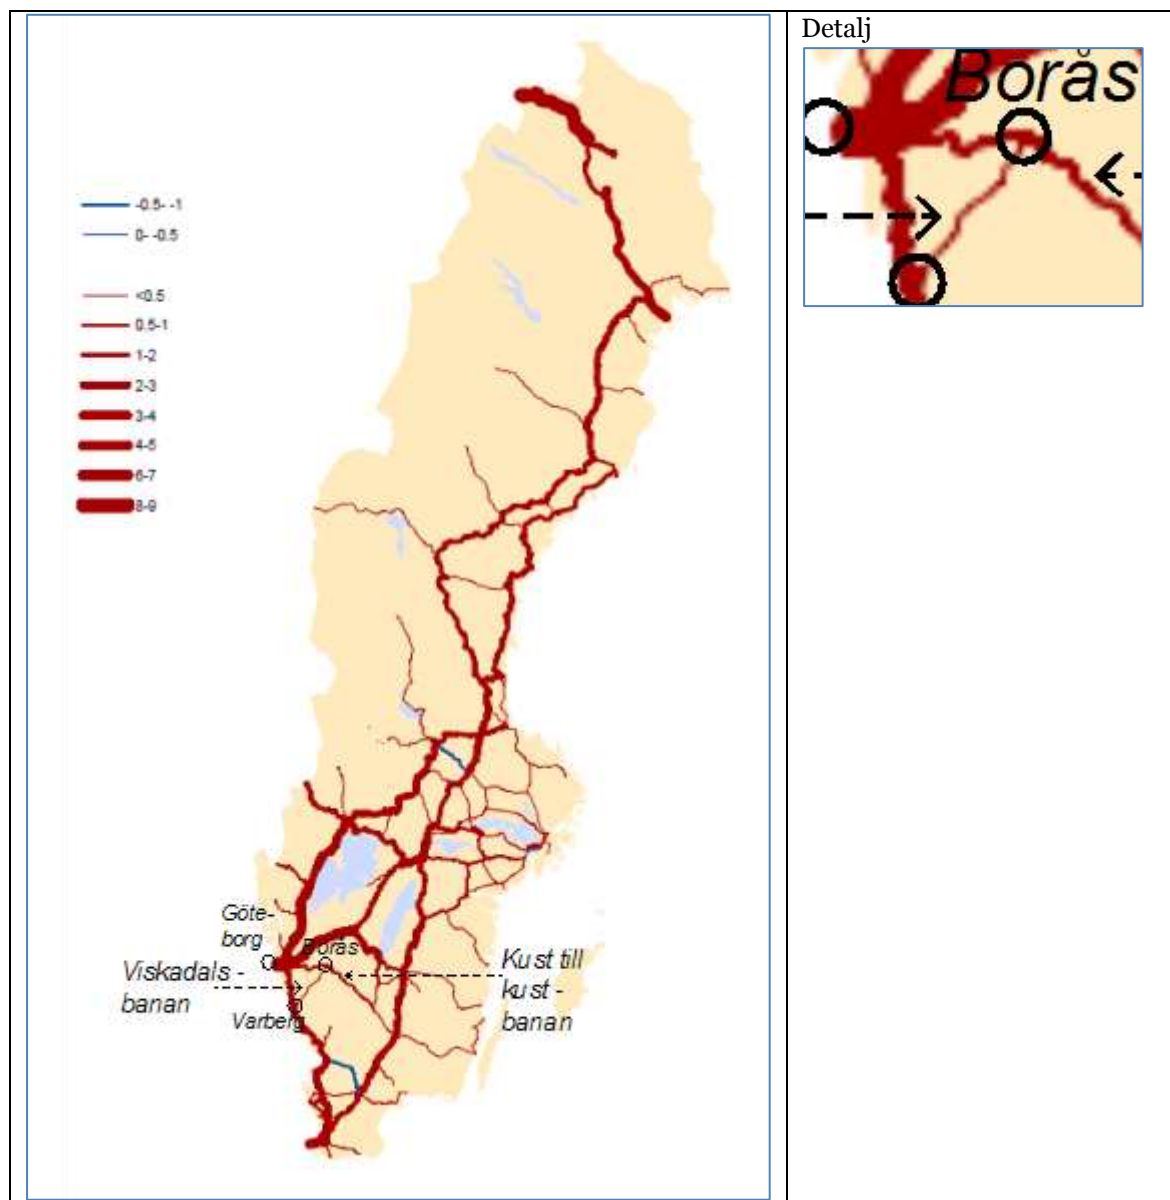 Detalj
Borås
-0.5- -1
0- -0.5
<0.5
0.5-1
1-2
2-3
3-4
4-5
6-7
8-9
Göte-
borg
Borås
Viskadals -
banan
Varberg
Kust till
kust -
banan